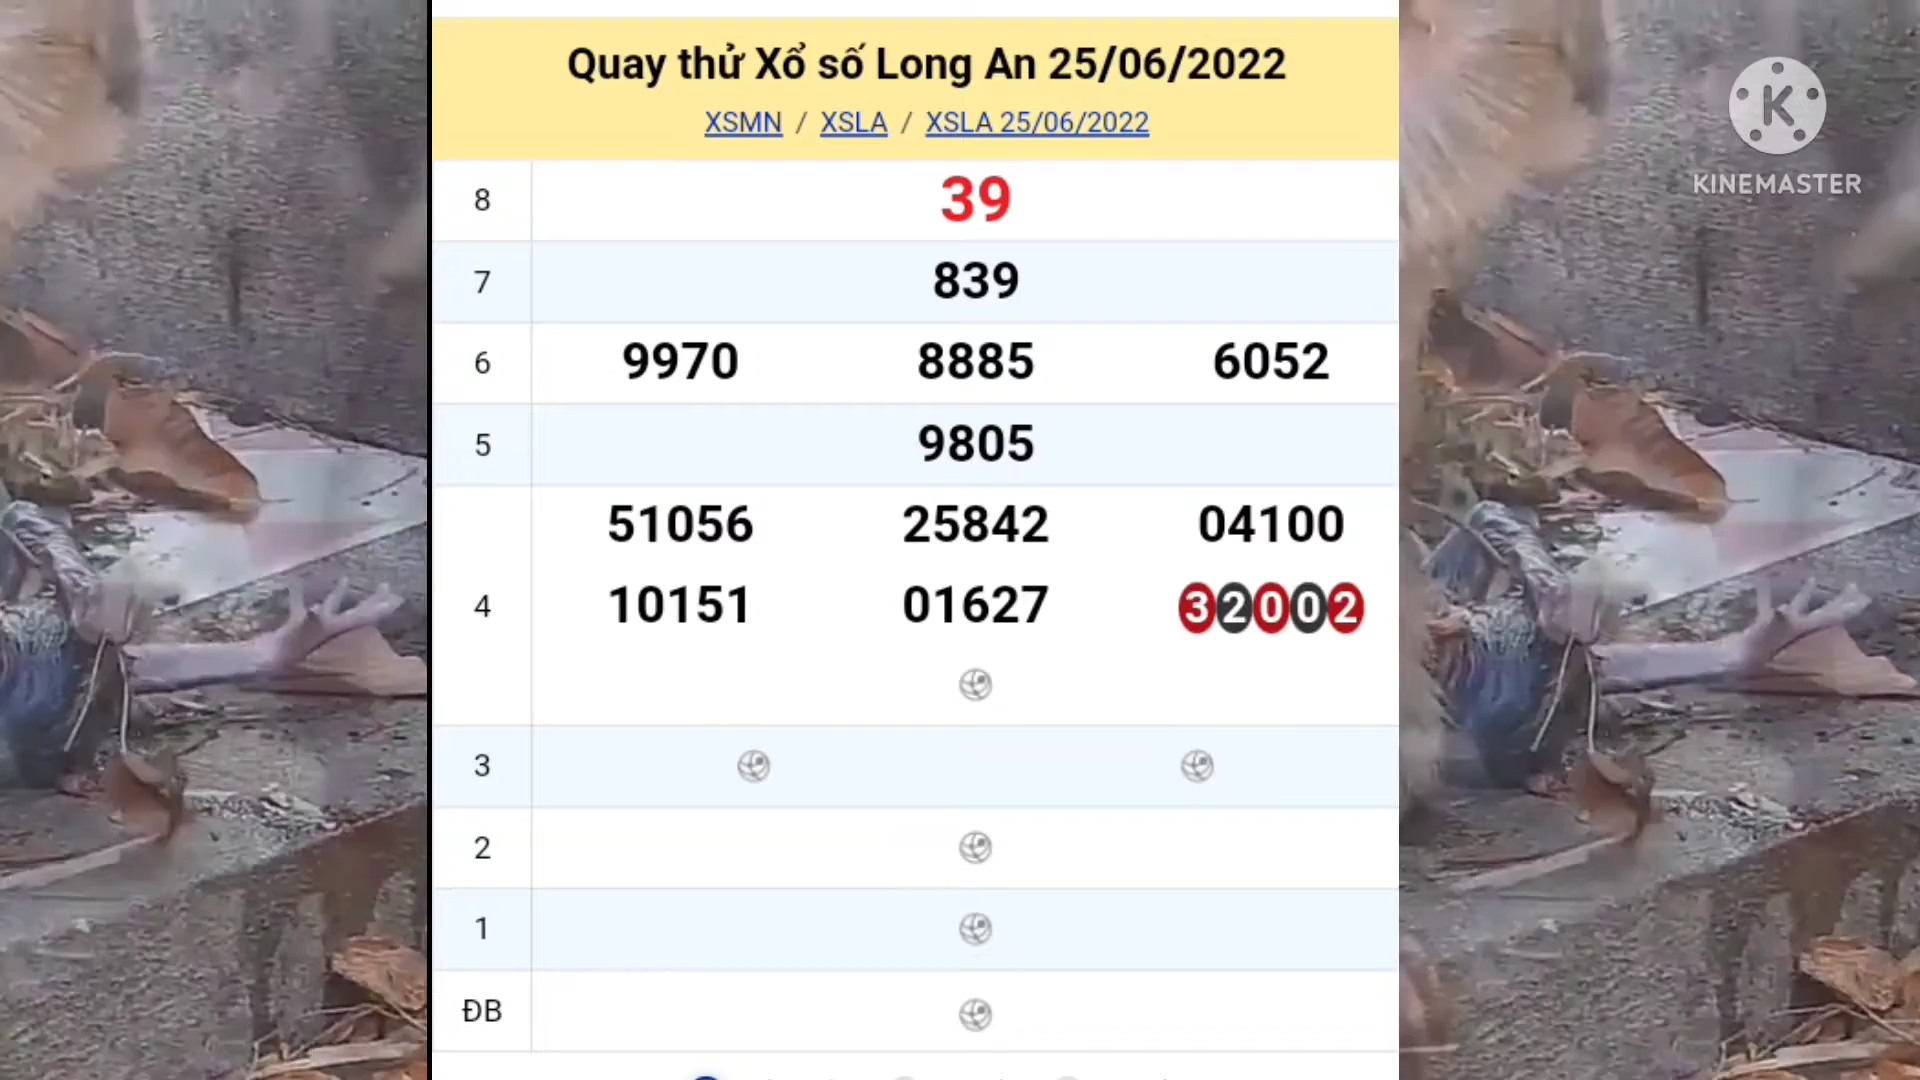 Quay thử Xổ số Long An 25/06/2022
XSMN / XSLA / XSLA 25/06/2022
8 39
7 839
6 9970 8885 6052
5 9805
51056 25842 04100
4 10151 01627 32002
3
2
1
ĐB
KINEMASTER